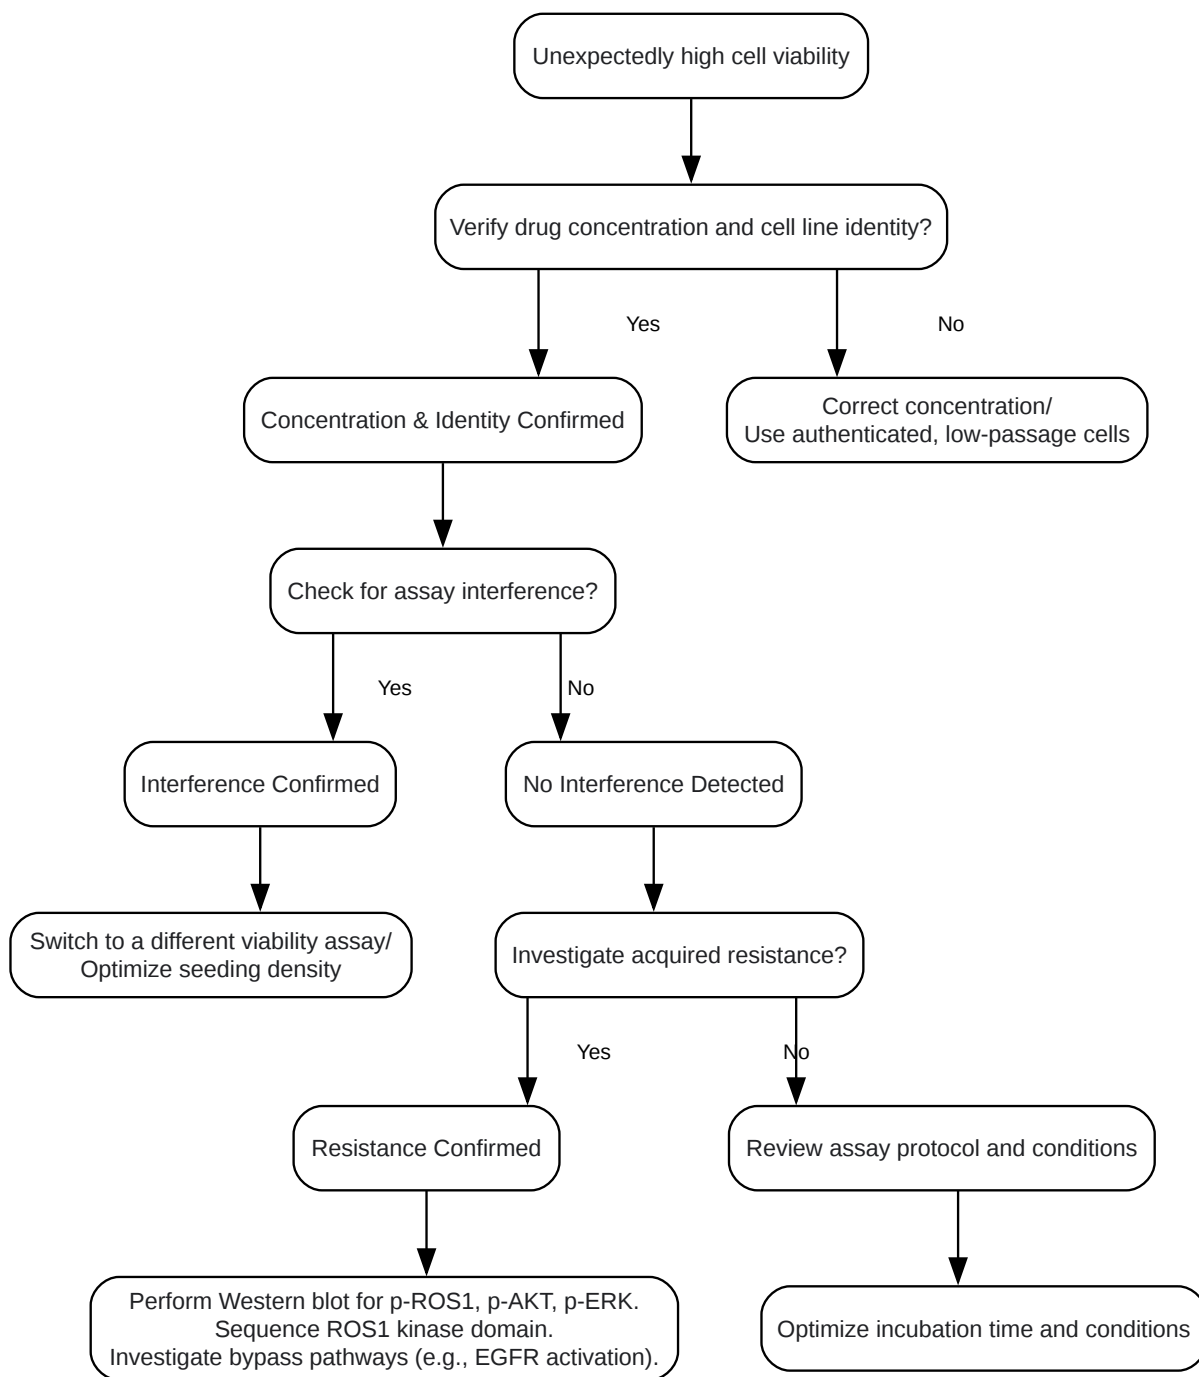 Unexpectedly high cell viability
Verify drug concentration and cell line identity?
Yes
No
Concentration & Identity Confirmed
Correct concentration/
Use authenticated, low-passage cells
Check for assay interference?
Yes
No
Interference Confirmed
No Interference Detected
Switch to a different viability assay/
Optimize seeding density
Investigate acquired resistance?
Yes
No
Resistance Confirmed
Review assay protocol and conditions
Perform Western blot for p-ROS1, p-AKT, p-ERK.
Sequence ROS1 kinase domain.
Investigate bypass pathways (e.g., EGFR activation).
Optimize incubation time and conditions